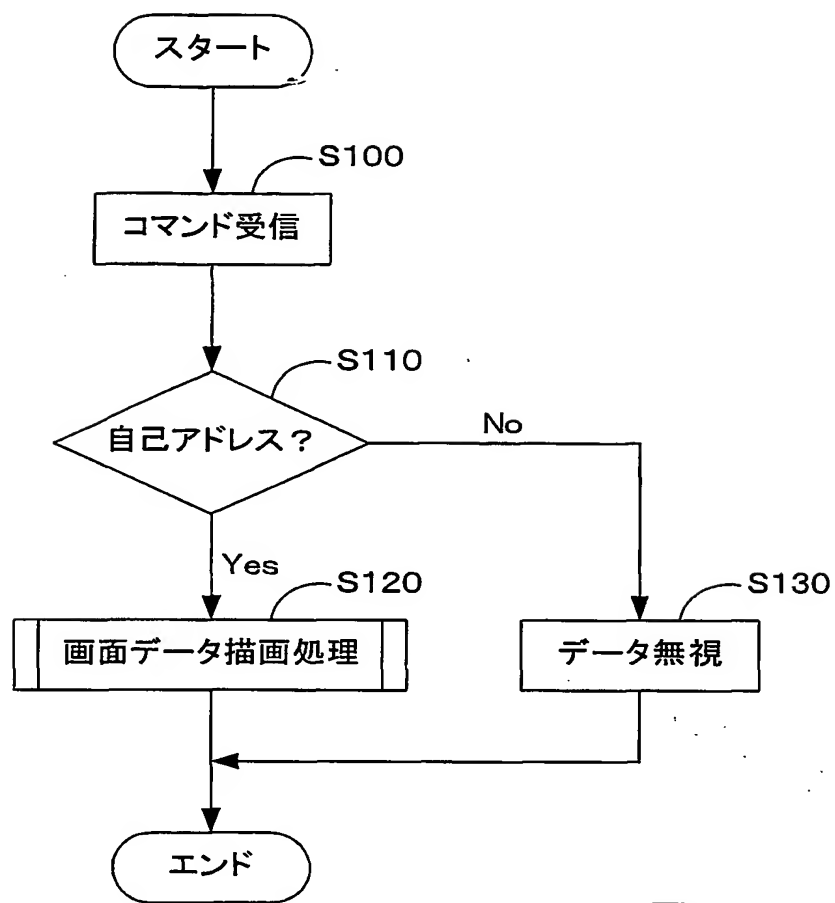 スタート
S100
コマンド受信
S110
自己アドレス?
No
Yes
S120
S130
画面データ描画処理
データ無視
エンド